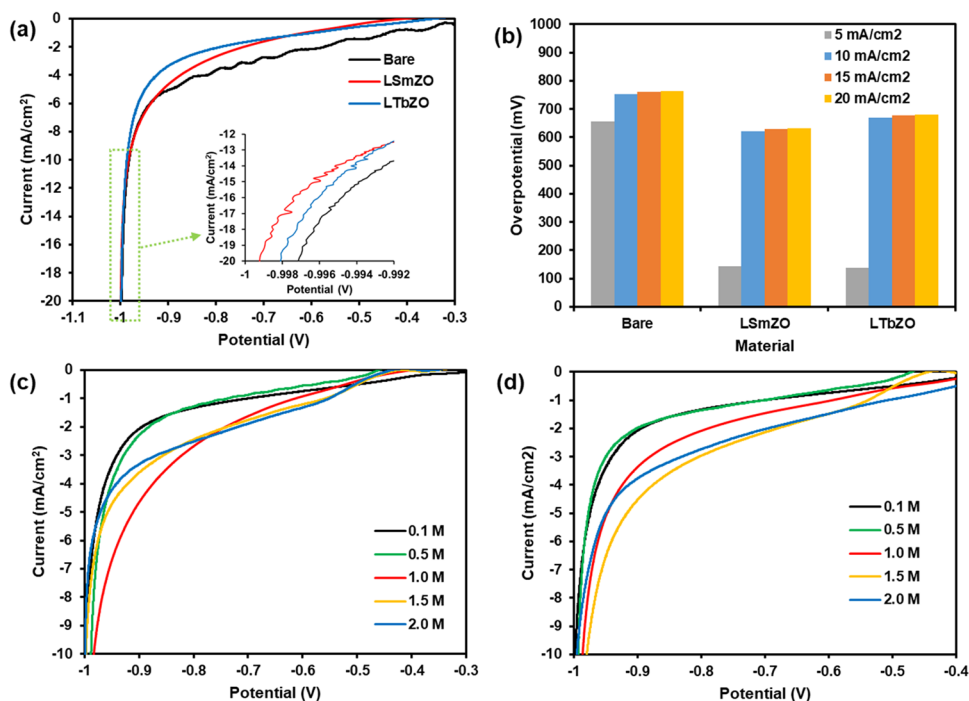 (a)
0
-2
-4
-6
-8
-10
-12
-14
-16
-18
-20
Current (mA/cm²)
-1.1
-1
-0.9
-0.8
-0.7
-0.6
-0.5
-0.4
-0.3
Potential (V)
Bare
LSmZO
LTbZO
-12
-13
-14
-15
-16
-17
-18
-19
-20
Current (mA/cm²)
-1
-0.998
-0.996
-0.994
-0.992
Potential (V)
(b)
1000
900
800
700
600
500
400
300
200
100
0
Overpotential (mV)
5 mA/cm2
10 mA/cm2
15 mA/cm2
20 mA/cm2
Bare
LSmZO
LTbZO
Material
(c)
0
-1
-2
-3
-4
-5
-6
-7
-8
-9
-10
Current (mA/cm²)
0.1 M
0.5 M
1.0 M
1.5 M
2.0 M
-1
-0.9
-0.8
-0.7
-0.6
-0.5
-0.4
-0.3
Potential (V)
(d)
0
-1
-2
-3
-4
-5
-6
-7
-8
-9
-10
Current (mA/cm2)
0.1 M
0.5 M
1.0 M
1.5 M
2.0 M
-1
-0.9
-0.8
-0.7
-0.6
-0.5
-0.4
Potential (V)